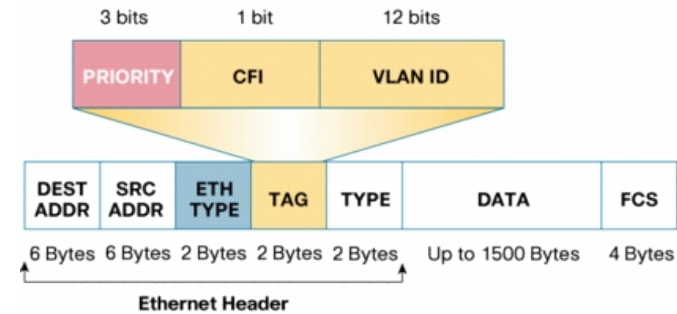 3 bits 1 bit 12 bits
PRIORITY CFI VLAN ID
DEST ADDR SRC ADDR ETH TYPE TAG TYPE DATA FCS
6 Bytes 6 Bytes 2 Bytes 2 Bytes 2 Bytes Up to 1500 Bytes 4 Bytes
Ethernet Header